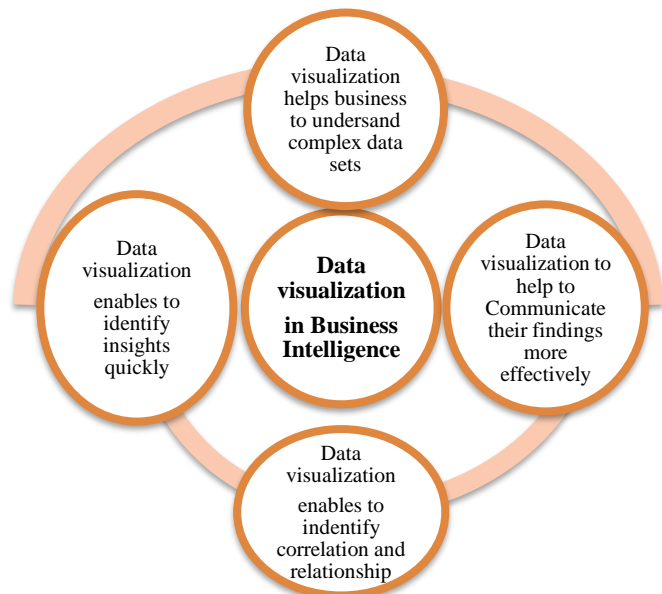 Data
visualization
helps business
to undersand
complex data
sets
Data
visualization
enables to
identify
insights
quickly
Data
visualization
in Business
Intelligence
Data
visualization to
help to
Communicate
their findings
more
effectively
Data
visualization
enables to
indentify
correlation and
relationship